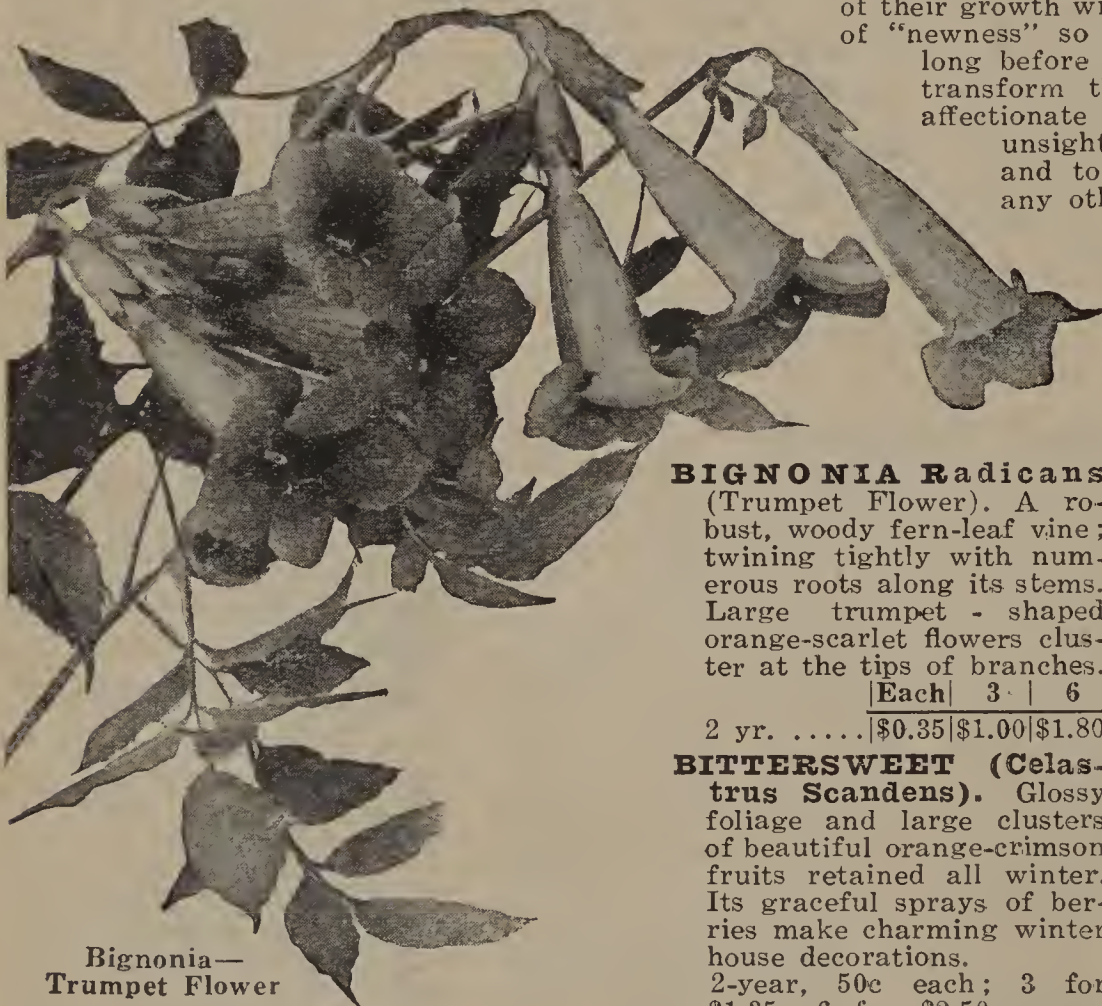 of their growth wi
of "newness" so
long before
transform t
affectionate
unsight
and to
any oth
BIGNONIA Radicans
(Trumpet Flower). A ro-
bust, woody fern-leaf vine;
twining tightly with num-
erous roots along its stems.
Large trumpet - shaped
orange-scarlet flowers clus-
ter at the tips of branches.
|Each| 3 | 6
2 yr. .....|$0.35|$1.00|$1.80
BITTERSWEET (Celas-
trus Scandens). Glossy
foliage and large clusters
of beautiful orange-crimson
fruits retained all winter.
Its graceful sprays of ber-
ries make charming winter
house decorations.
2-year, 50c each; 3 for
Bignonia—
Trumpet Flower